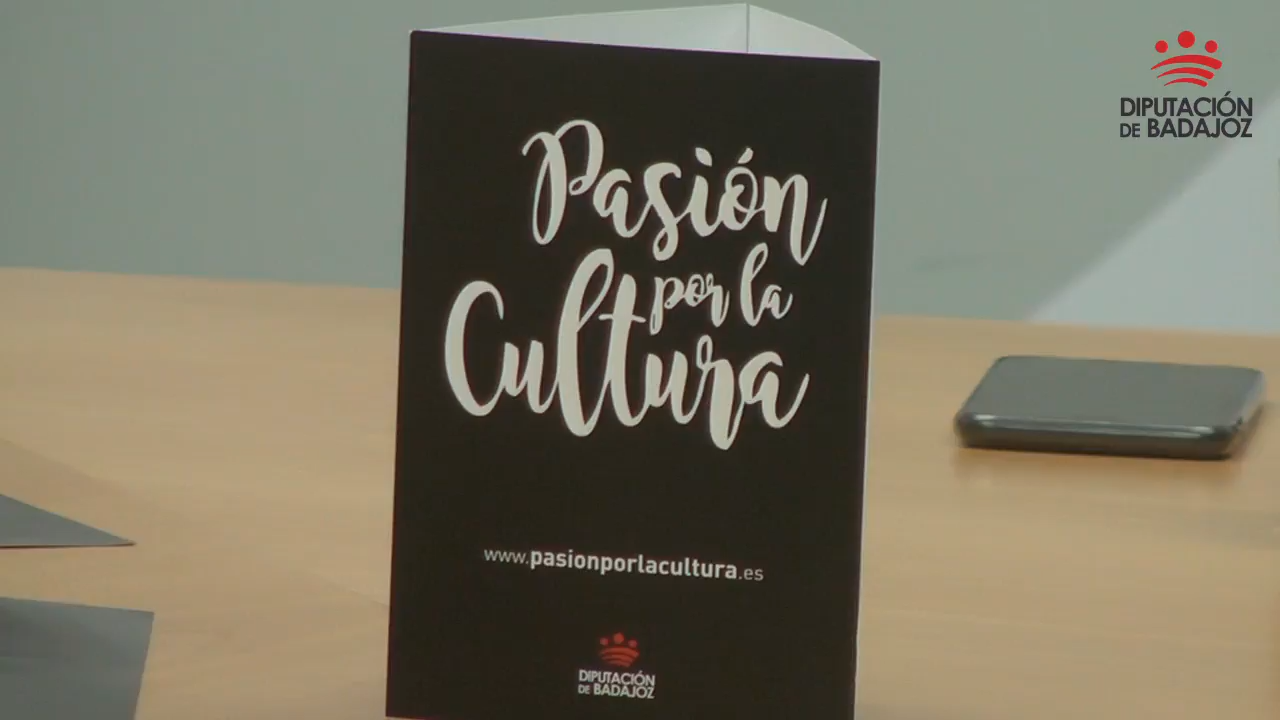 DIPUTACIÓN
DE BADAJOZ
Pasión
por la
Cultura
www.pasionporlacultura.es
DIPUTACIÓN
DE BADAJOZ